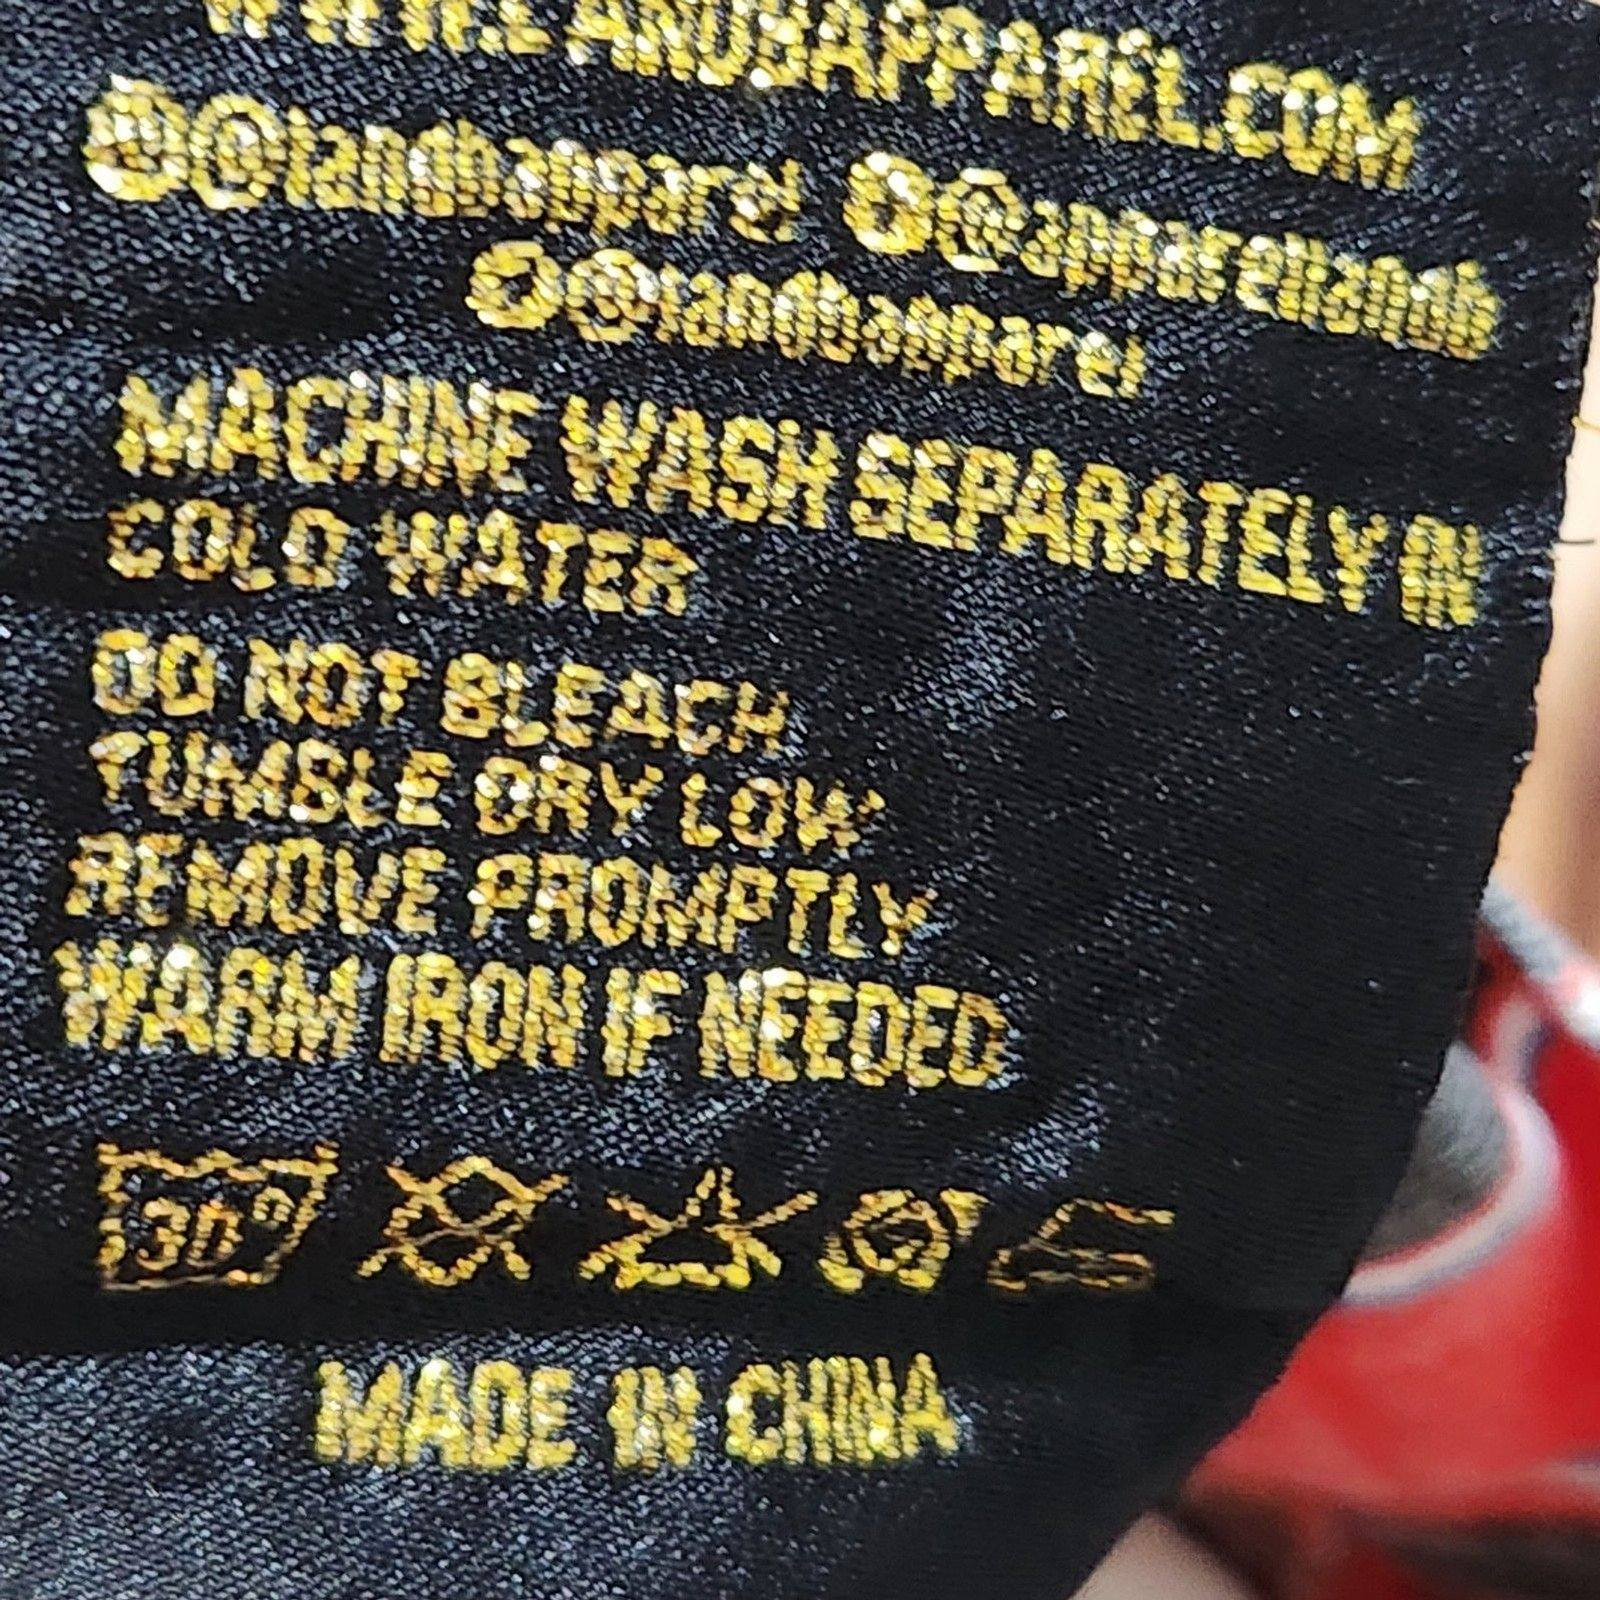 WWW.LANDBAPPAREL.COM
@landbapparel @apparellandb
@landbapparel
MACHINE WASH SEPARATELY IN
COLD WATER
DO NOT BLEACH
TUMBLE DRY LOW
REMOVE PROMPTLY
WARM IRON IF NEEDED
30°
MADE IN CHINA